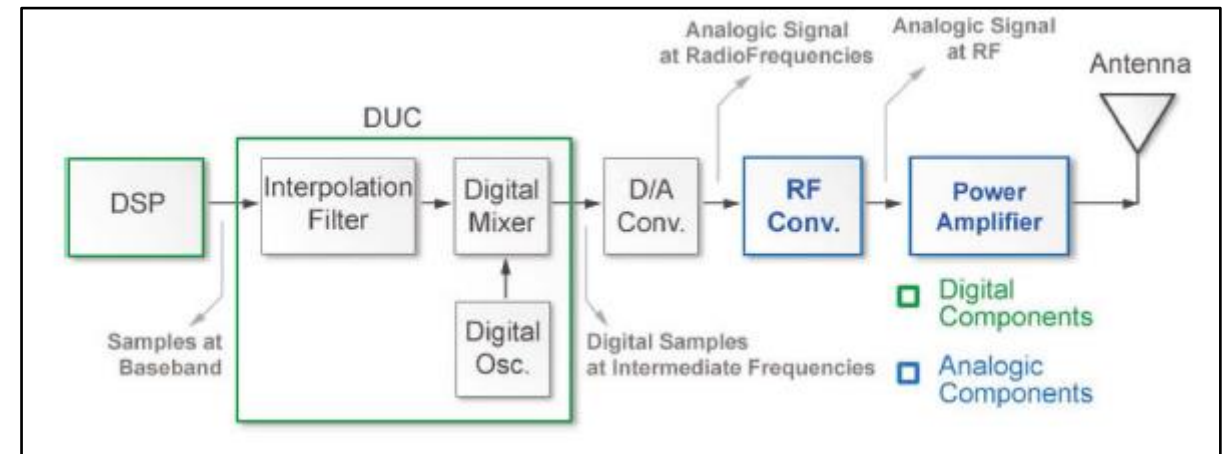 Analogic Signal
at RadioFrequencies
Analogic Signal
at RF
Antenna
DUC
DSP
Interpolation
Filter
Digital
Mixer
D/A
Conv.
RF
Conv.
Power
Amplifier
Digital
Osc.
Samples at
Baseband
Digital Samples
at Intermediate Frequencies
Digital
Components
Analogic
Components